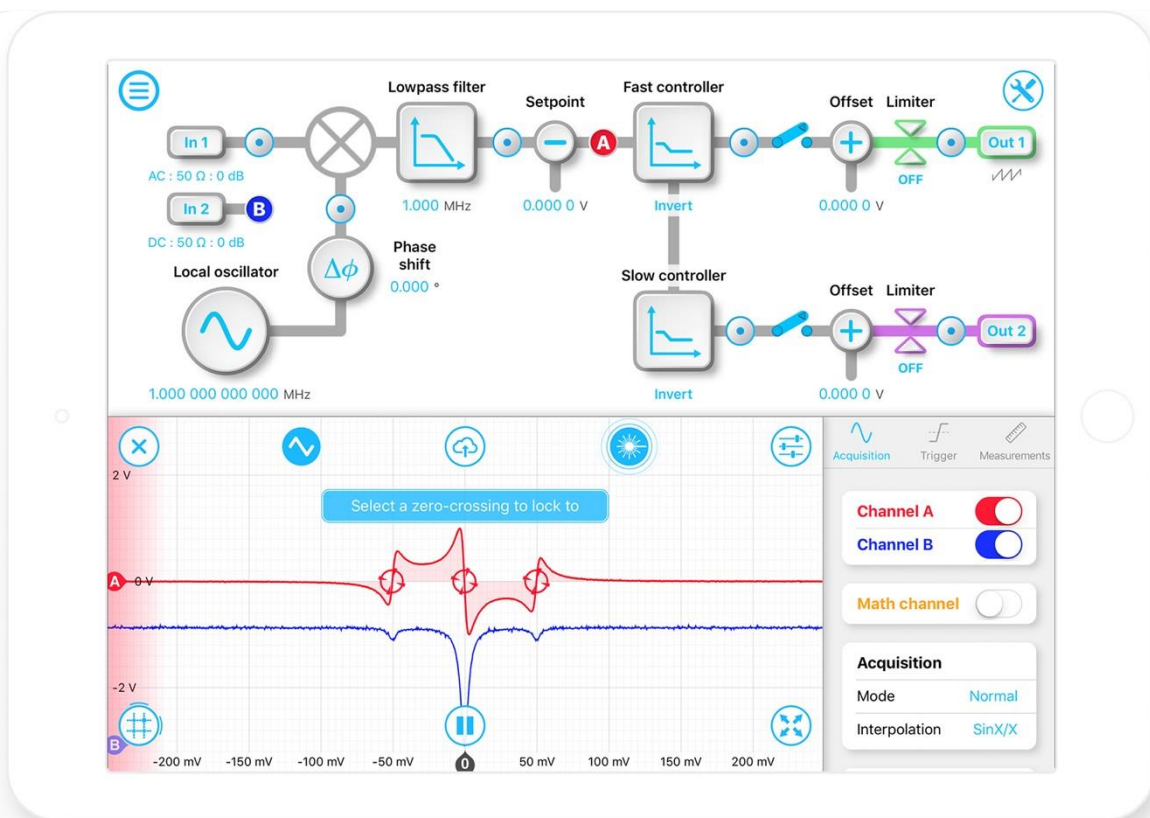 Lowpass filter
Fast controller
Setpoint
Offset Limiter
In 1
A
Out 1
AC : 50 Ω : 0 dB
OFF
In 2
B
1.000 MHz
0.000 0 V
Invert
0.000 0 V
DC : 50 Ω : 0 dB
Phase
shift
Local oscillator
Δϕ
0.000 °
Slow controller
Offset Limiter
Out 2
OFF
1.000 000 000 000 MHz
Invert
0.000 0 V
Acquisition
Trigger
Measurements
2 V
Select a zero-crossing to lock to
Channel A
Channel B
A
0 V
Math channel
Acquisition
-2 V
Mode Normal
Interpolation SinX/X
B
-200 mV -150 mV -100 mV -50 mV 0 50 mV 100 mV 150 mV 200 mV